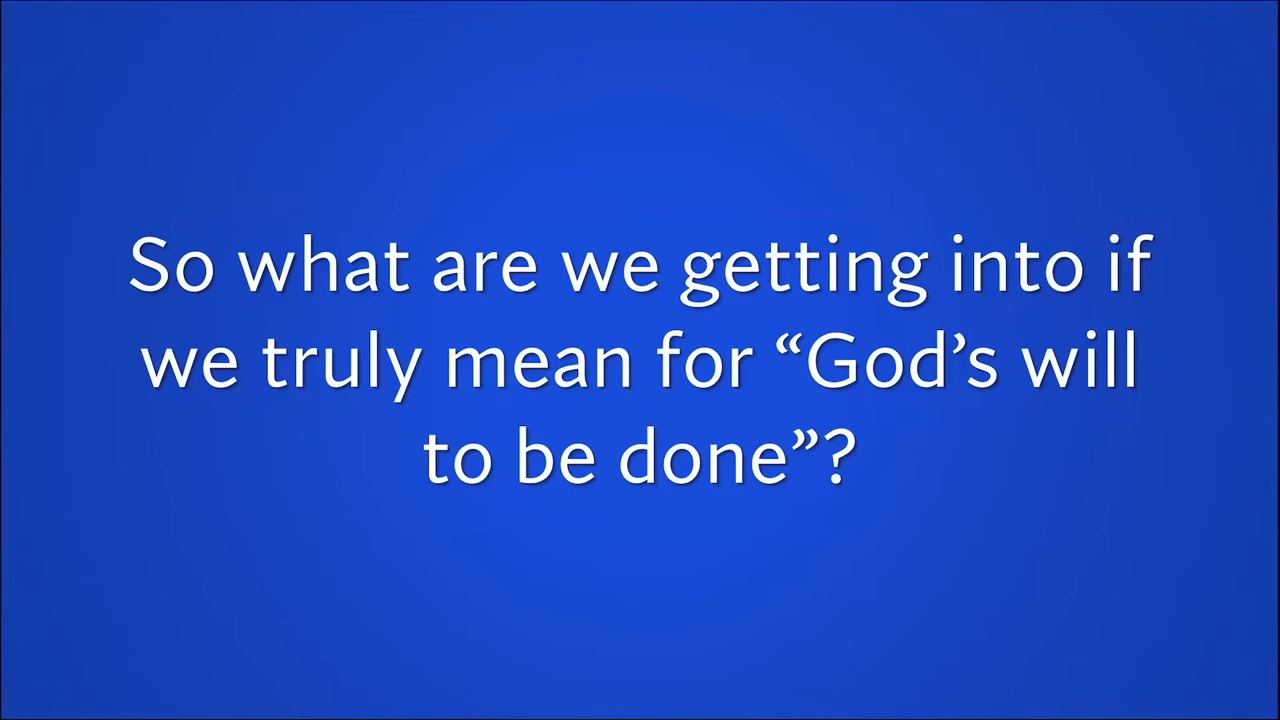 So what are we getting into if
we truly mean for “God’s will
to be done”?